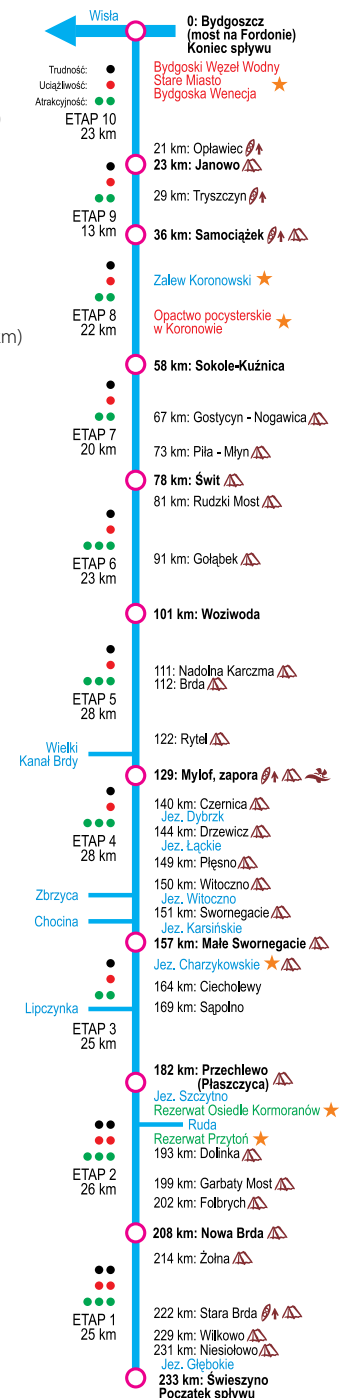 Wisła
0: Bydgoszcz
(most na Fordonie)
Koniec spływu
Trudność:
Uciążliwość:
Atrakcyjność:
Bydgoski Węzeł Wodny
Stare Miasto
Bydgoska Wenecja
ETAP 10
23 km
)
21 km: Opławiec
23 km: Janowo
29 km: Tryszczyn
ETAP 9
13 km
36 km: Samociążek
Zalew Koronowski
ETAP 8
22 km
Opactwo pocysterskie
w Koronowie
km)
58 km: Sokole-Kuźnica
67 km: Gostycyn - Nogawica
ETAP 7
20 km
73 km: Piła - Młyn
78 km: Świt
81 km: Rudzki Most
ETAP 6
23 km
91 km: Gołąbek
101 km: Woziwoda
111: Nadolna Karczma
112: Brda
ETAP 5
28 km
122: Rytel
Wielki
Kanał Brdy
129: Mylof, zapora
140 km: Czernica
Jez. Dybrzk
144 km: Drzewicz
Jez. Łąckie
ETAP 4
28 km
149 km: Płęsno
150 km: Witoczno
Jez. Witoczno
Zbrzyca
151 km: Swornegacie
Jez. Karsińskie
Chocina
157 km: Małe Swornegacie
Jez. Charzykowskie
164 km: Ciecholewy
169 km: Sąpolno
Lipczynka
ETAP 3
25 km
182 km: Przechlewo
(Płaszczyca)
Jez. Szczytno
Rezerwat Osiedle Kormoranów
Ruda
Rezerwat Przytoń
193 km: Dolinka
ETAP 2
26 km
199 km: Garbaty Most
202 km: Folbrych
208 km: Nowa Brda
214 km: Żołna
ETAP 1
25 km
222 km: Stara Brda
229 km: Wilkowo
231 km: Niesiołowo
Jez. Głębokie
233 km: Świeszyno
Początek spływu